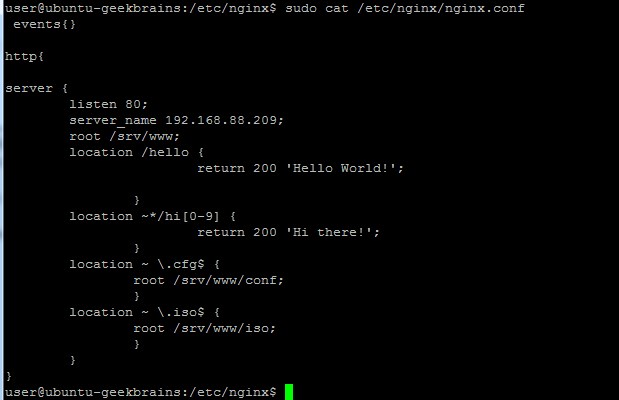 user@ubuntu-geekbrains:/etc/nginx$ sudo cat /etc/nginx/nginx.conf
events{}
http{
server {
listen 80;
server_name 192.168.88.209;
root /srv/www;
location /hello {
return 200 'Hello World!';
}
location ~*/hi[0-9] {
return 200 'Hi there!';
}
location ~ \.cfg$ {
root /srv/www/conf;
}
location ~ \.iso$ {
root /srv/www/iso;
}
}
}
user@ubuntu-geekbrains:/etc/nginx$